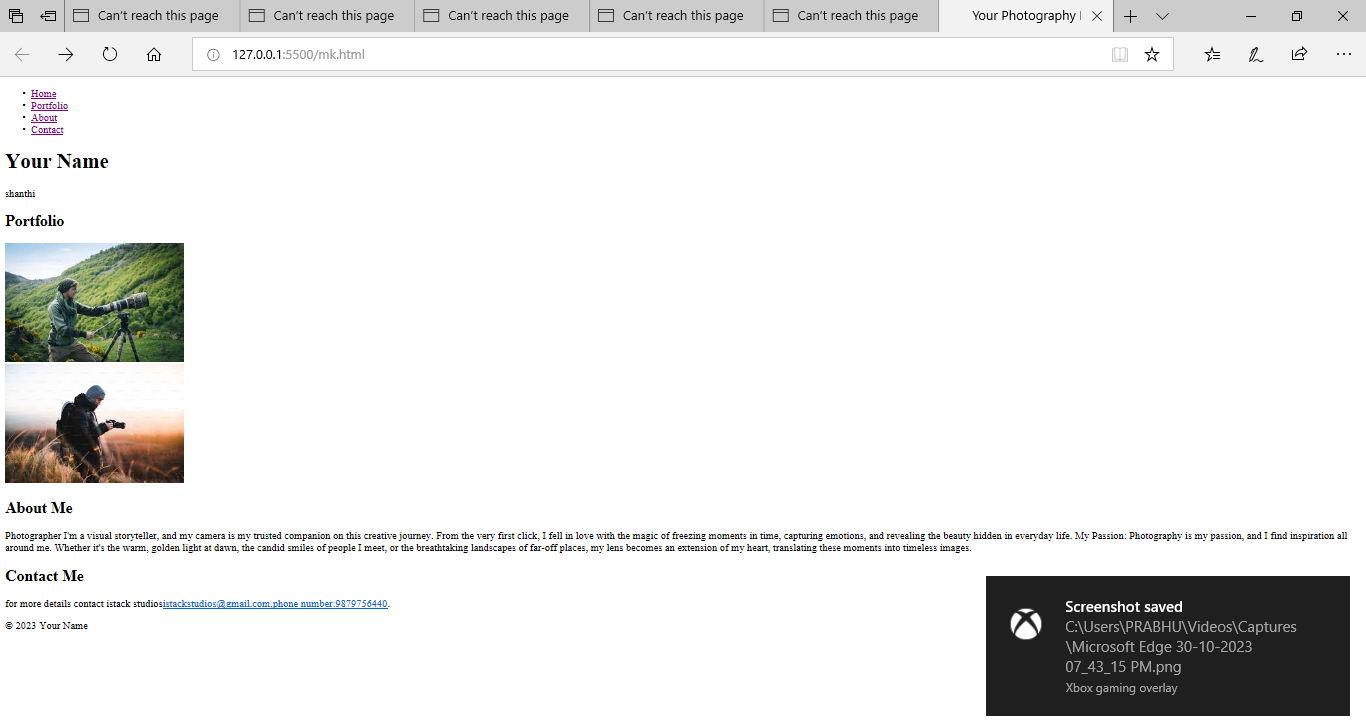 Can't reach this page
Can't reach this page
Can't reach this page
Can't reach this page
Can't reach this page
Your Photography
127.0.0.1:5500/mk.html
Home
Portfolio
About
Contact
Your Name
shanthi
Portfolio
About Me
Photographer I'm a visual storyteller, and my camera is my trusted companion on this creative journey. From the very first click, I fell in love with the magic of freezing moments in time, capturing emotions, and revealing the beauty hidden in everyday life. My Passion: Photography is my passion, and I find inspiration all
around me. Whether it's the warm, golden light at dawn, the candid smiles of people I meet, or the breathtaking landscapes of far-off places, my lens becomes an extension of my heart, translating these moments into timeless images.
Contact Me
for more details contact istack studiosistackstudios@gmail.com,phone number:9879756440.
© 2023 Your Name
Screenshot saved
C:\Users\PRABHU\Videos\Captures
\Microsoft Edge 30-10-2023
07_43_15 PM.png
Xbox gaming overlay